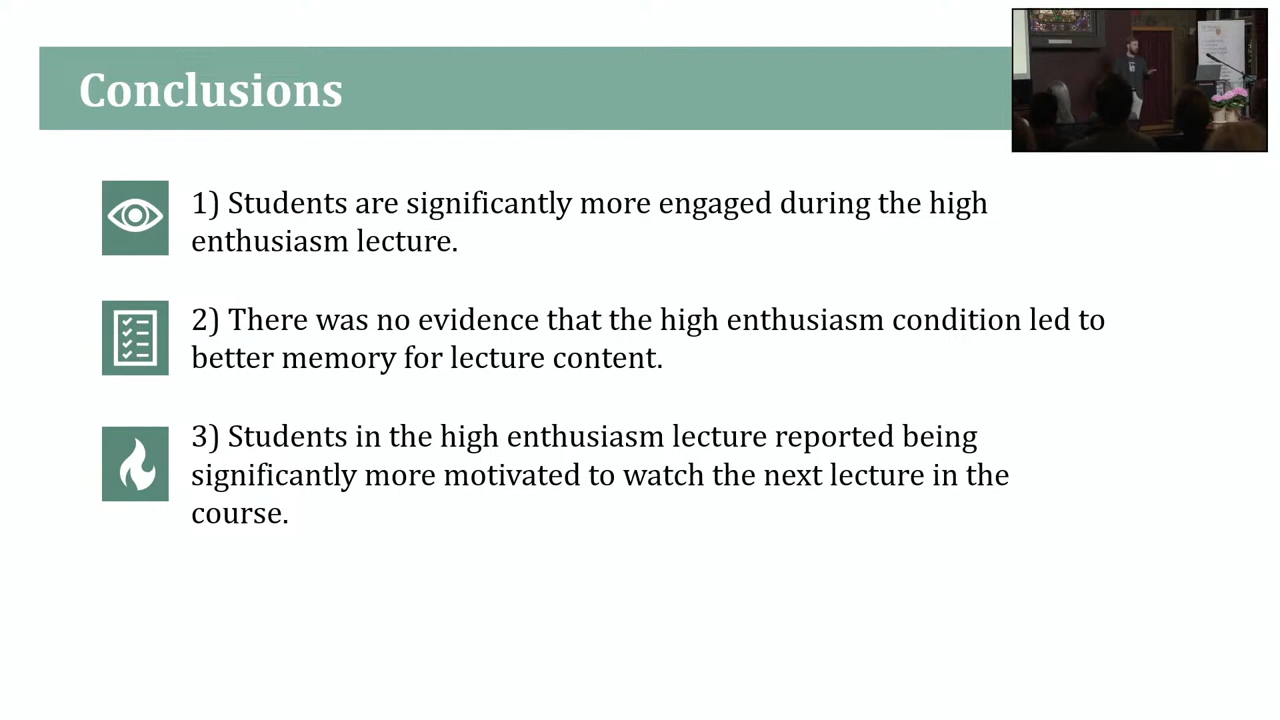 Conclusions
1) Students are significantly more engaged during the high
enthusiasm lecture.
2) There was no evidence that the high enthusiasm condition led to
better memory for lecture content.
3) Students in the high enthusiasm lecture reported being
significantly more motivated to watch the next lecture in the
course.